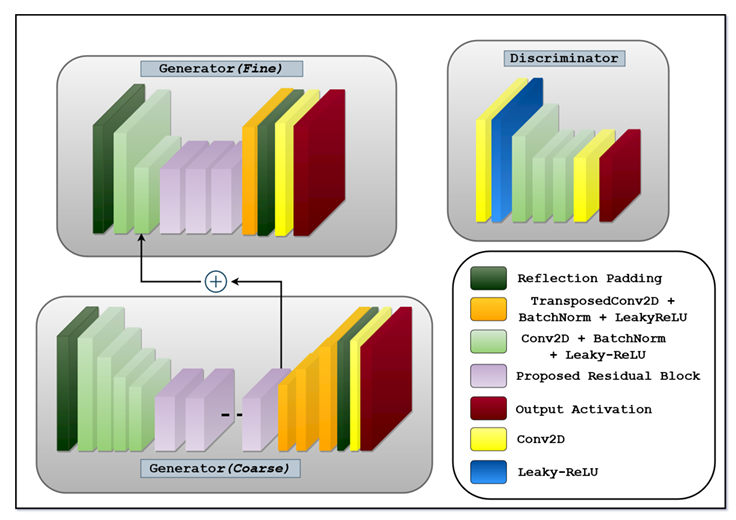 Generator(Fine)
Discriminator
Reflection Padding
TransposedConv2D +
BatchNorm + LeakyReLU
Conv2D + BatchNorm
+ Leaky-ReLU
Proposed Residual Block
Output Activation
Conv2D
Leaky-ReLU
Generator(Coarse)